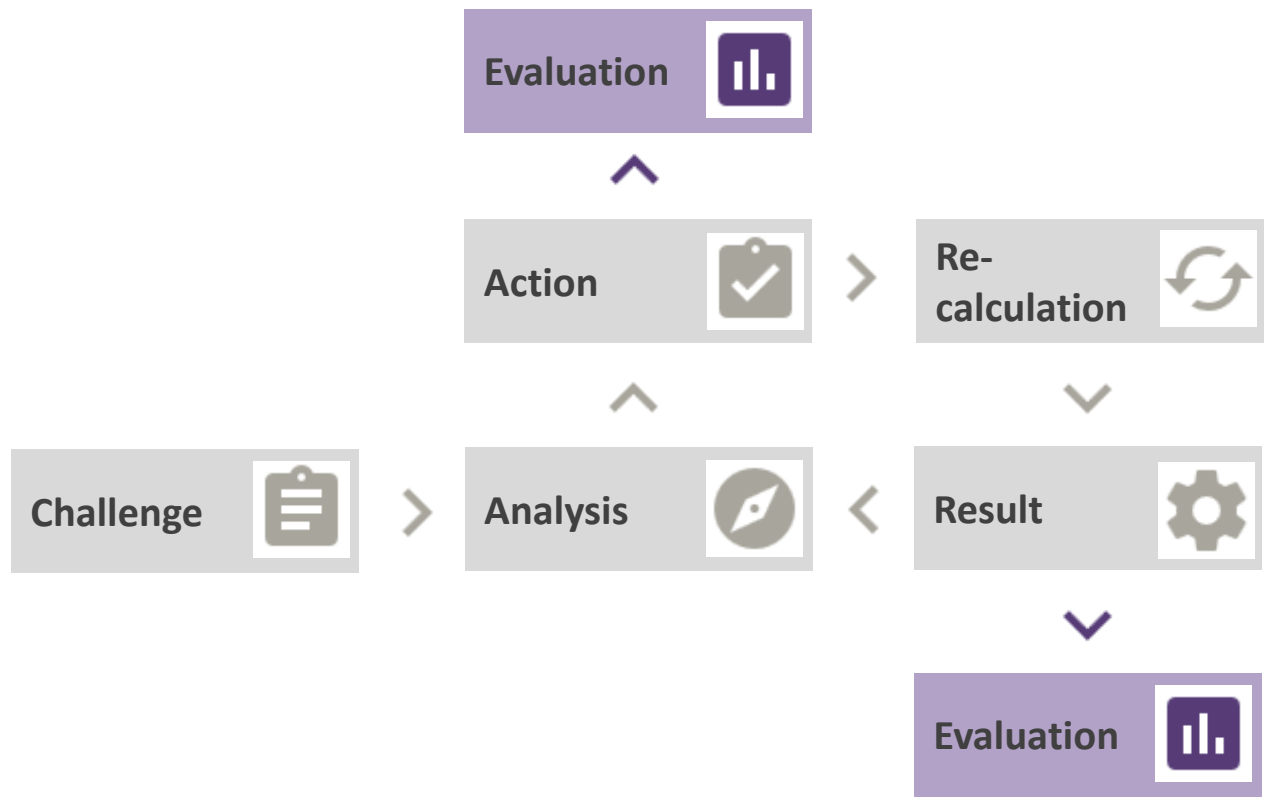 Evaluation
Action
Re-
calculation
Challenge
Analysis
Result
Evaluation